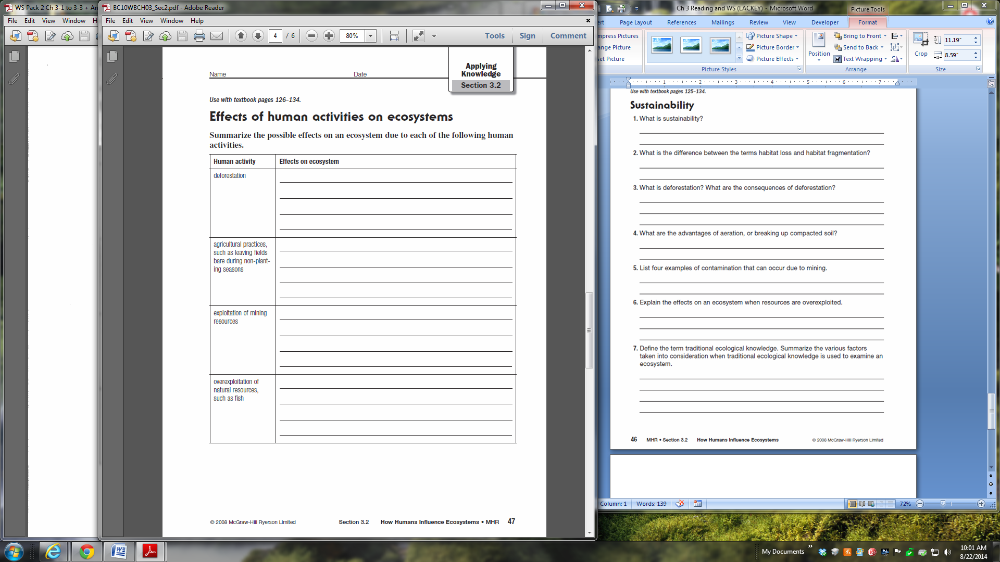 WS Pack 2 Ch 3-1 to 3-3 + An
File Edit View Window H
BC10WBCH03_Sec2.pdf - Adobe Reader
File Edit View Window Help
4 / 6
80%
Tools Sign Comment
Name
Date
Applying
Knowledge
Section 3.2
Use with textbook pages 126–134.
Effects of human activities on ecosystems
Summarize the possible effects on an ecosystem due to each of the following human
activities.
Human activity
Effects on ecosystem
deforestation
agricultural practices,
such as leaving fields
bare during non-plant-
ing seasons
exploitation of mining
resources
overexploitation of
natural resources,
such as fish
© 2008 McGraw-Hill Ryerson Limited
Section 3.2 How Humans Influence Ecosystems • MHR 47
Ch 3 Reading and WS (LACKEY) - Microsoft Word
Picture Tools
ert Page Layout References Mailings Review View Developer Format
mpress Pictures
ange Picture
set Picture
Picture Shape
Picture Border
Picture Effects
Picture Styles
Position
Bring to Front
Send to Back
Text Wrapping
Arrange
Crop
11.19"
8.59"
Size
1 2 3 4 5 6 7
Use with textbook pages 125–134.
Sustainability
1. What is sustainability?
2. What is the difference between the terms habitat loss and habitat fragmentation?
3. What is deforestation? What are the consequences of deforestation?
4. What are the advantages of aeration, or breaking up compacted soil?
5. List four examples of contamination that can occur due to mining.
6. Explain the effects on an ecosystem when resources are overexploited.
7. Define the term traditional ecological knowledge. Summarize the various factors
taken into consideration when traditional ecological knowledge is used to examine an
ecosystem.
46 MHR • Section 3.2 How Humans Influence Ecosystems
© 2008 McGraw-Hill Ryerson Limited
Column: 1 Words: 139
72%
My Documents
10:01 AM
8/22/2014